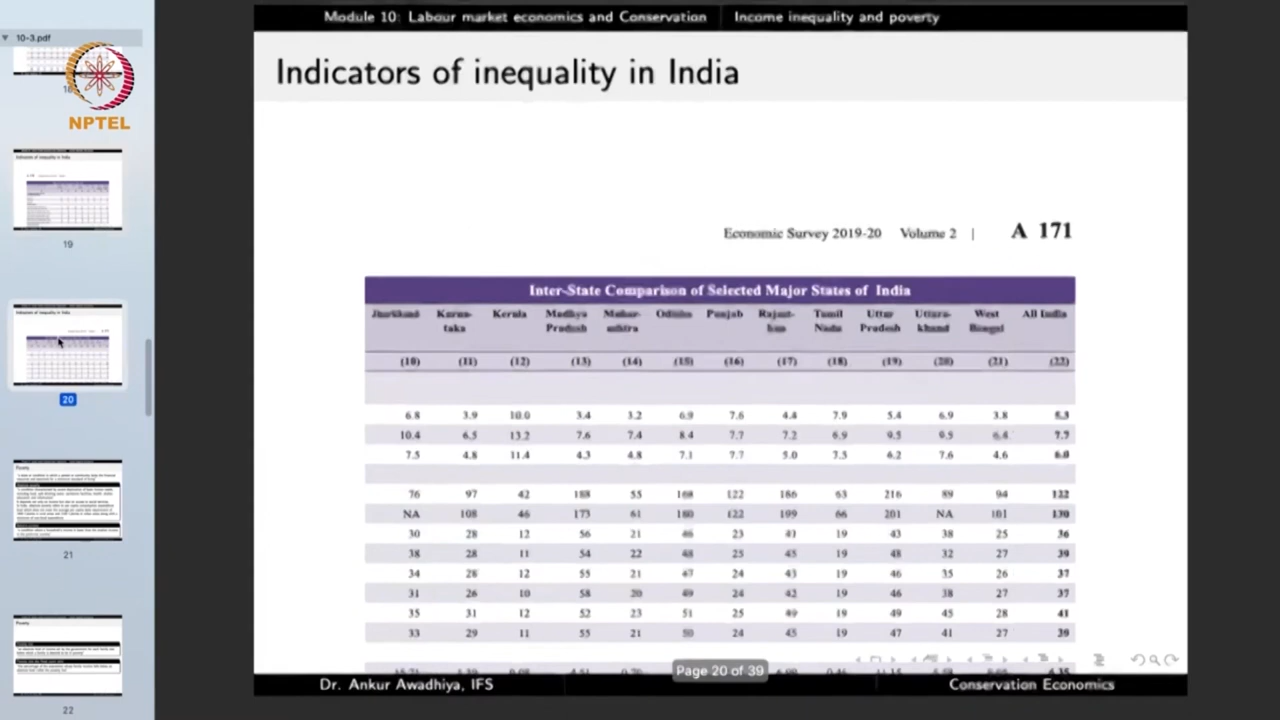 Module 10: Labour market economics and Conservation Income inequality and poverty
10-3.pdf
NPTEL
Indicators of inequality in India
Economic Survey 2019-20 Volume 2 | A 171
Inter-State Comparison of Selected Major States of India
Jharkhand Karna-taka Kerala Madhya Pradesh Mahar-ashtra Odisha Punjab Rajast-han Tamil Nadu Uttar Pradesh Uttara-khand West Bengal All India
(10) (11) (12) (13) (14) (15) (16) (17) (18) (19) (20) (21) (22)
6.8 3.9 10.0 3.4 3.2 6.9 7.6 4.4 7.9 5.4 6.9 3.8 5.3
10.4 6.5 13.2 7.6 7.4 8.4 7.7 7.2 6.9 9.5 9.9 6.4 7.7
7.5 4.8 11.4 4.3 4.8 7.1 7.7 5.0 7.5 6.2 7.6 4.6 6.0
76 97 42 188 55 168 122 186 63 216 89 94 122
NA 108 46 173 61 180 122 199 66 201 NA 101 130
30 28 12 56 21 46 23 43 19 43 38 25 36
38 28 11 54 22 48 25 45 19 48 32 27 39
34 28 12 55 21 47 24 43 19 46 35 26 37
31 26 10 58 20 49 24 42 19 46 38 27 37
35 31 12 52 23 51 25 49 19 49 45 28 41
33 29 11 55 21 50 24 45 19 47 41 27 39
Page 20 of 39
Dr. Ankur Awadhiya, IFS Conservation Economics
19
20
21
22